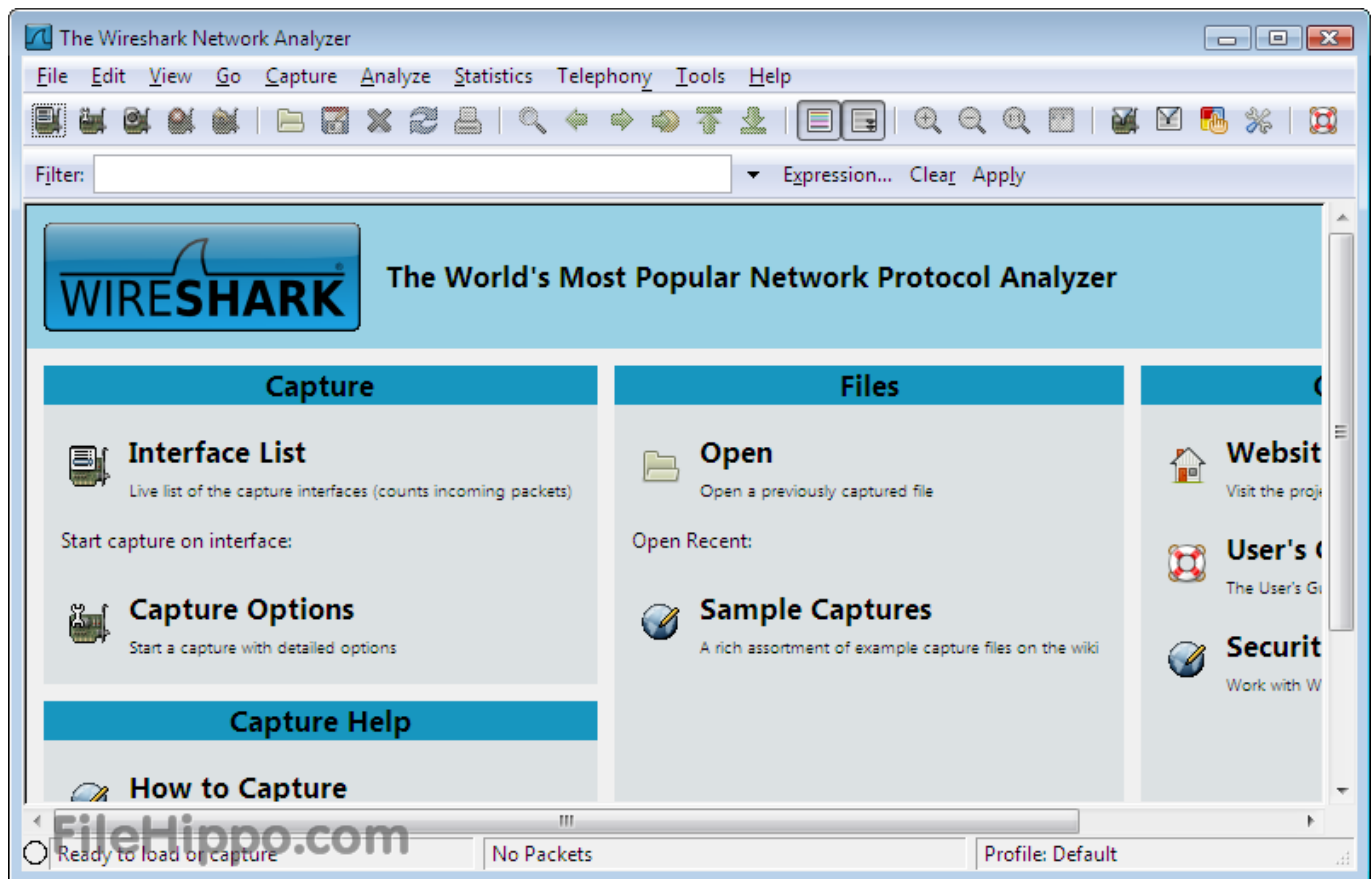 The Wireshark Network Analyzer
File Edit View Go Capture Analyze Statistics Telephony Tools Help
Filter: Expression... Clear Apply
WIRESHARK
The World's Most Popular Network Protocol Analyzer
Capture
Interface List
Live list of the capture interfaces (counts incoming packets)
Start capture on interface:
Capture Options
Start a capture with detailed options
Capture Help
How to Capture
Files
Open
Open a previously captured file
Open Recent:
Sample Captures
A rich assortment of example capture files on the wiki
Websit
Visit the proje
User's
The User's Gu
Securit
Work with W
FileHippo.com
Ready to load or capture
No Packets
Profile: Default